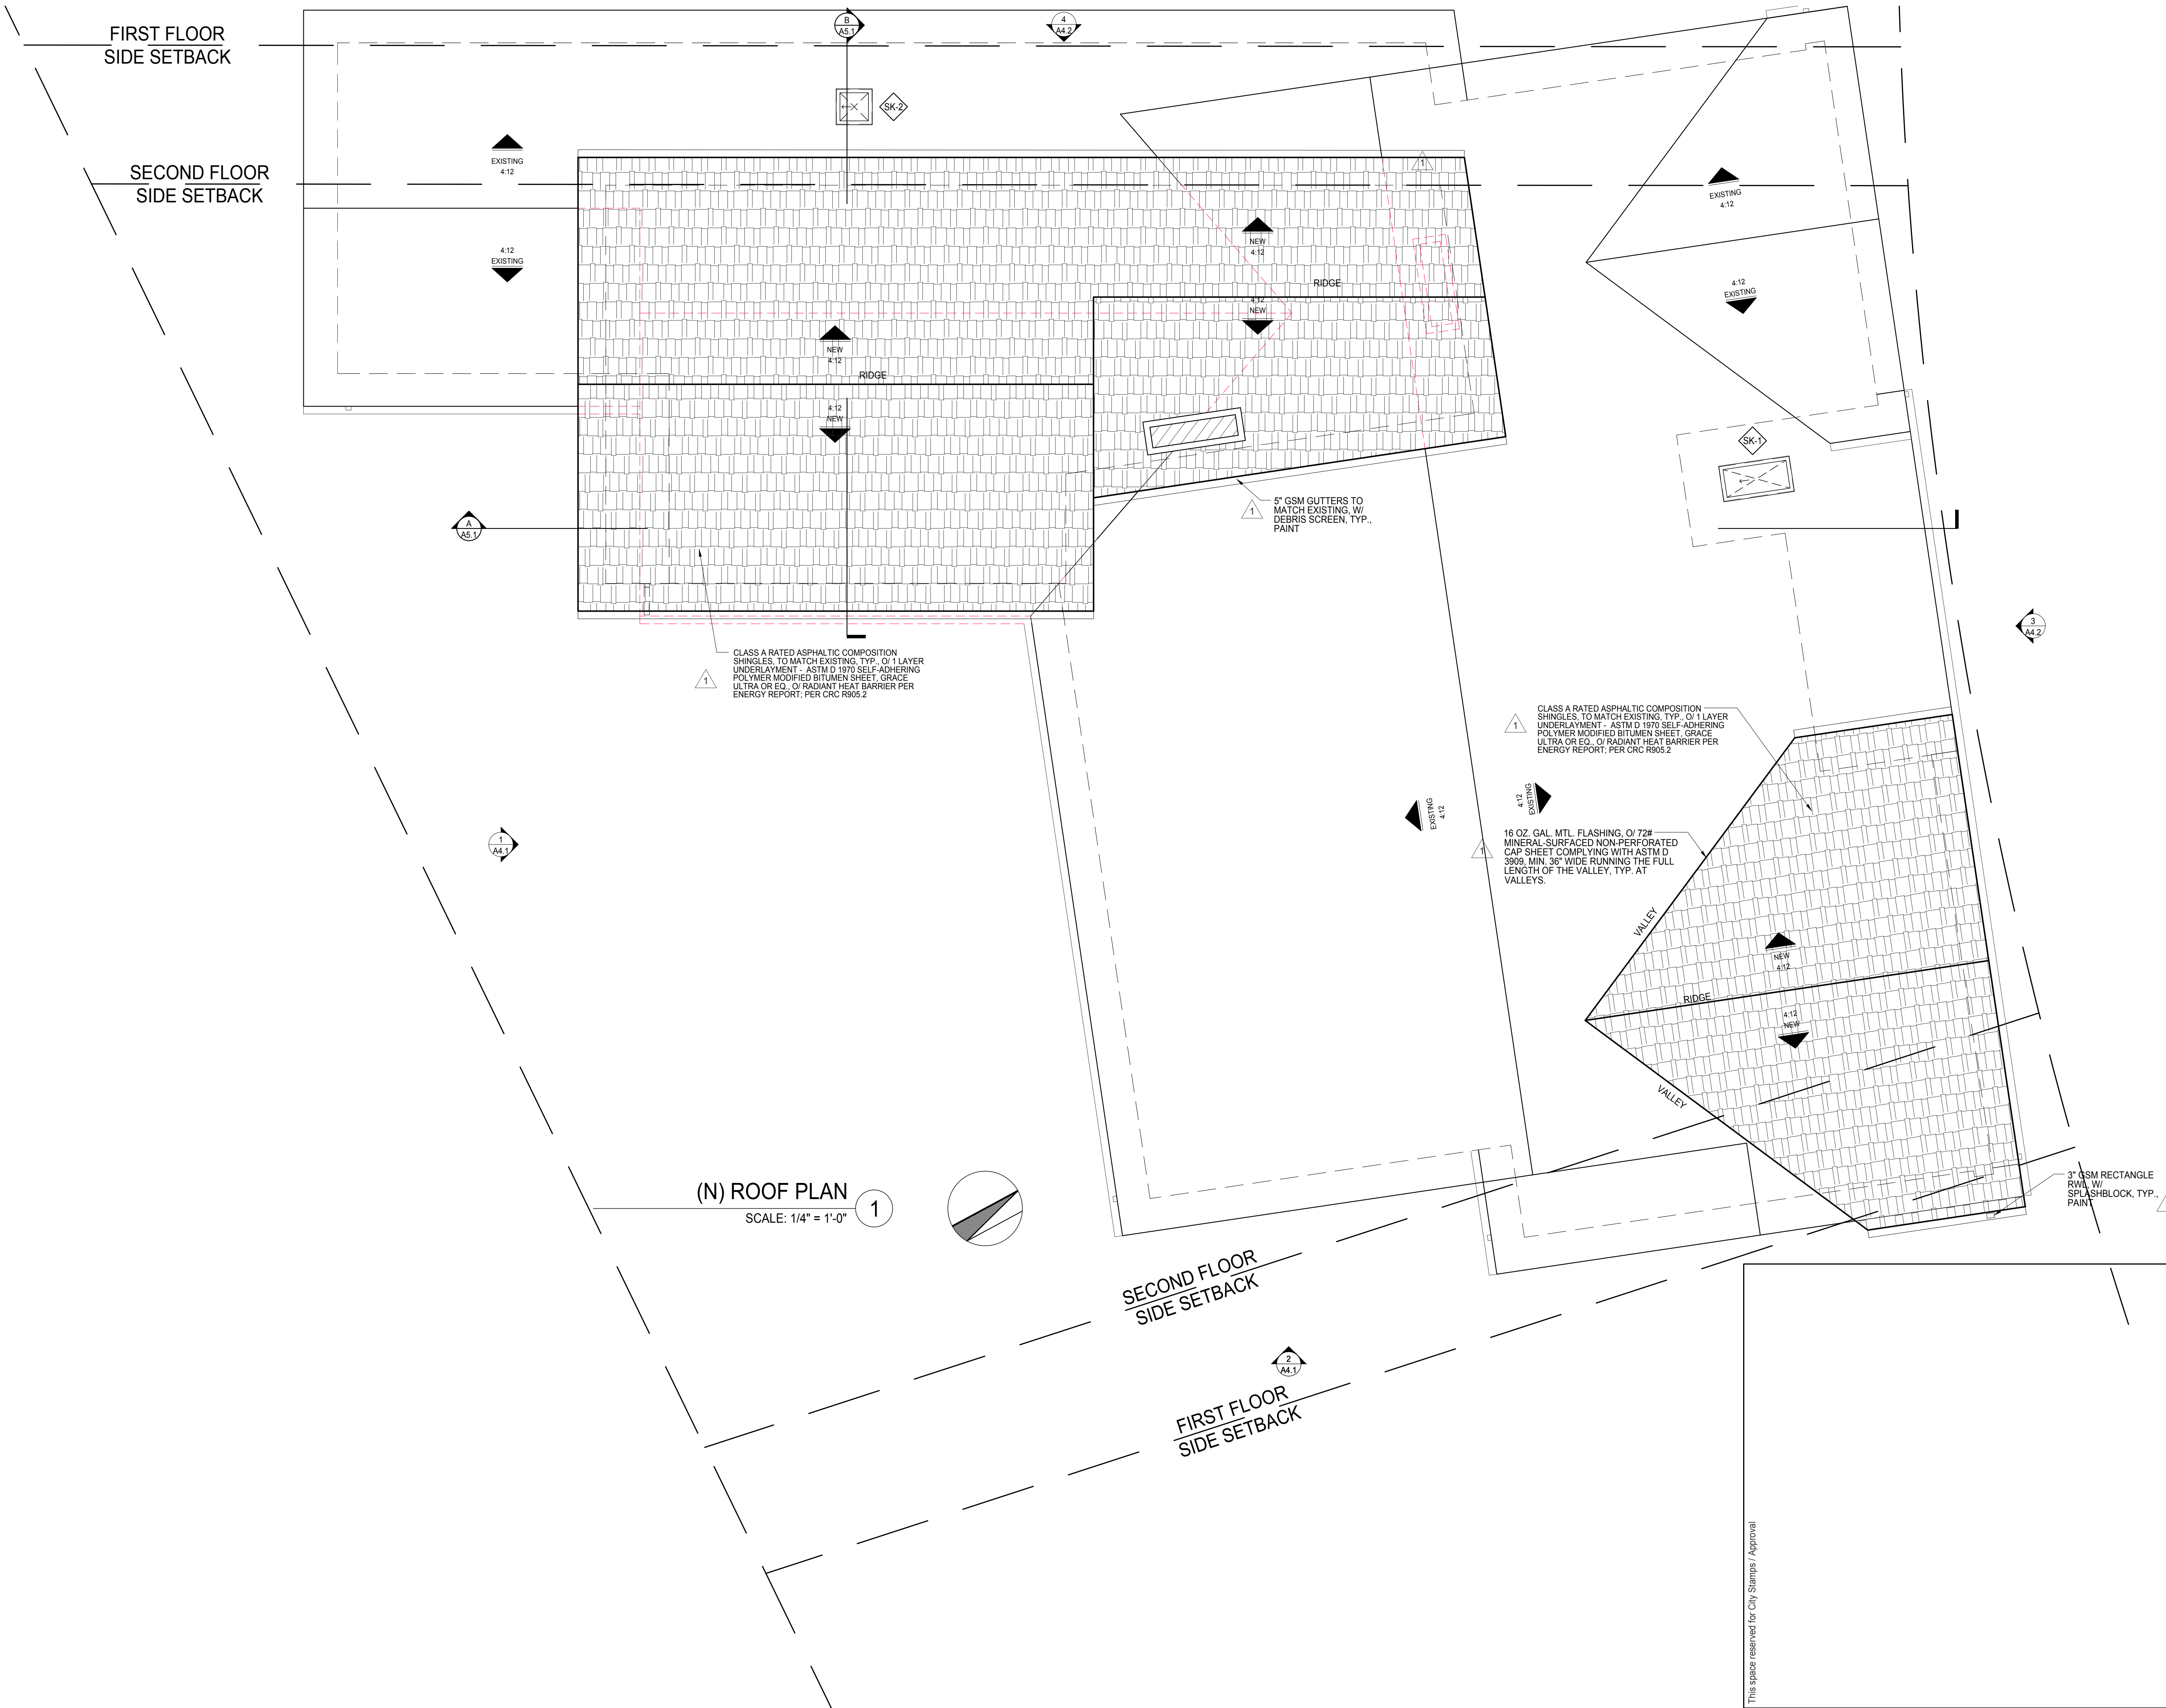 FIRST FLOOR
SIDE SETBACK
B
A5.1
4
A4.2
SK-2
SECOND FLOOR
SIDE SETBACK
EXISTING
4:12
1
EXISTING
4:12
4:12
EXISTING
NEW
4:12
RIDGE
4:12
EXISTING
4:12
NEW
NEW
4:12
RIDGE
4:12
NEW
SK-1
A
A5.1
1
5" GSM GUTTERS TO
MATCH EXISTING, W/
DEBRIS SCREEN, TYP.,
PAINT
3
A4.2
1
CLASS A RATED ASPHALTIC COMPOSITION
SHINGLES, TO MATCH EXISTING, TYP., O/ 1 LAYER
UNDERLAYMENT - ASTM D 1970 SELF-ADHERING
POLYMER MODIFIED BITUMEN SHEET, GRACE
ULTRA OR EQ., O/ RADIANT HEAT BARRIER PER
ENERGY REPORT; PER CRC R905.2
1
CLASS A RATED ASPHALTIC COMPOSITION
SHINGLES, TO MATCH EXISTING, TYP., O/ 1 LAYER
UNDERLAYMENT - ASTM D 1970 SELF-ADHERING
POLYMER MODIFIED BITUMEN SHEET, GRACE
ULTRA OR EQ., O/ RADIANT HEAT BARRIER PER
ENERGY REPORT; PER CRC R905.2
EXISTING
4:12
4:12
EXISTING
1
A4.1
1
16 OZ. GAL. MTL. FLASHING, O/ 72#
MINERAL-SURFACED NON-PERFORATED
CAP SHEET COMPLYING WITH ASTM D
3909, MIN. 36" WIDE RUNNING THE FULL
LENGTH OF THE VALLEY, TYP. AT
VALLEYS.
VALLEY
NEW
4:12
RIDGE
4:12
NEW
VALLEY
3" GSM RECTANGLE
RWL, W/
SPLASHBLOCK, TYP.,
PAINT
(N) ROOF PLAN
1
SCALE: 1/4" = 1'-0"
SECOND FLOOR
SIDE SETBACK
2
A4.1
FIRST FLOOR
SIDE SETBACK
This space reserved for City Stamps / Approval